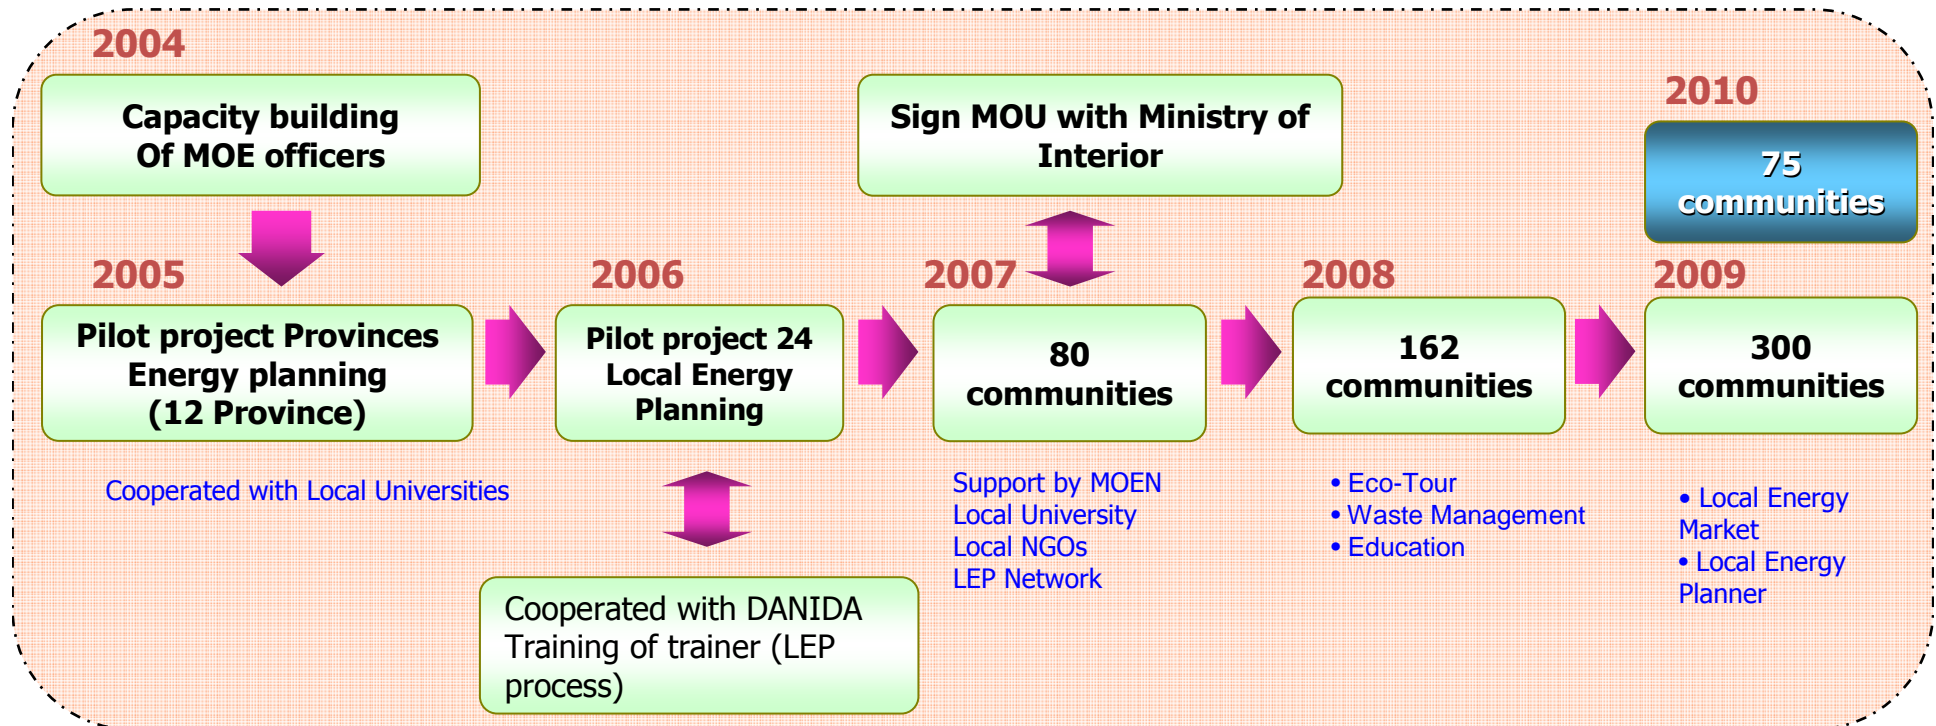 2004
Capacity building
Of MOE officers
Sign MOU with Ministry of
Interior
2010
75
communities
2005
Pilot project Provinces
Energy planning
(12 Province)
Cooperated with Local Universities
2006
Pilot project 24
Local Energy
Planning
Cooperated with DANIDA
Training of trainer (LEP
process)
2007
80
communities
Support by MOEN
Local University
Local NGOs
LEP Network
2008
162
communities
• Eco-Tour
• Waste Management
• Education
2009
300
communities
• Local Energy
Market
• Local Energy
Planner